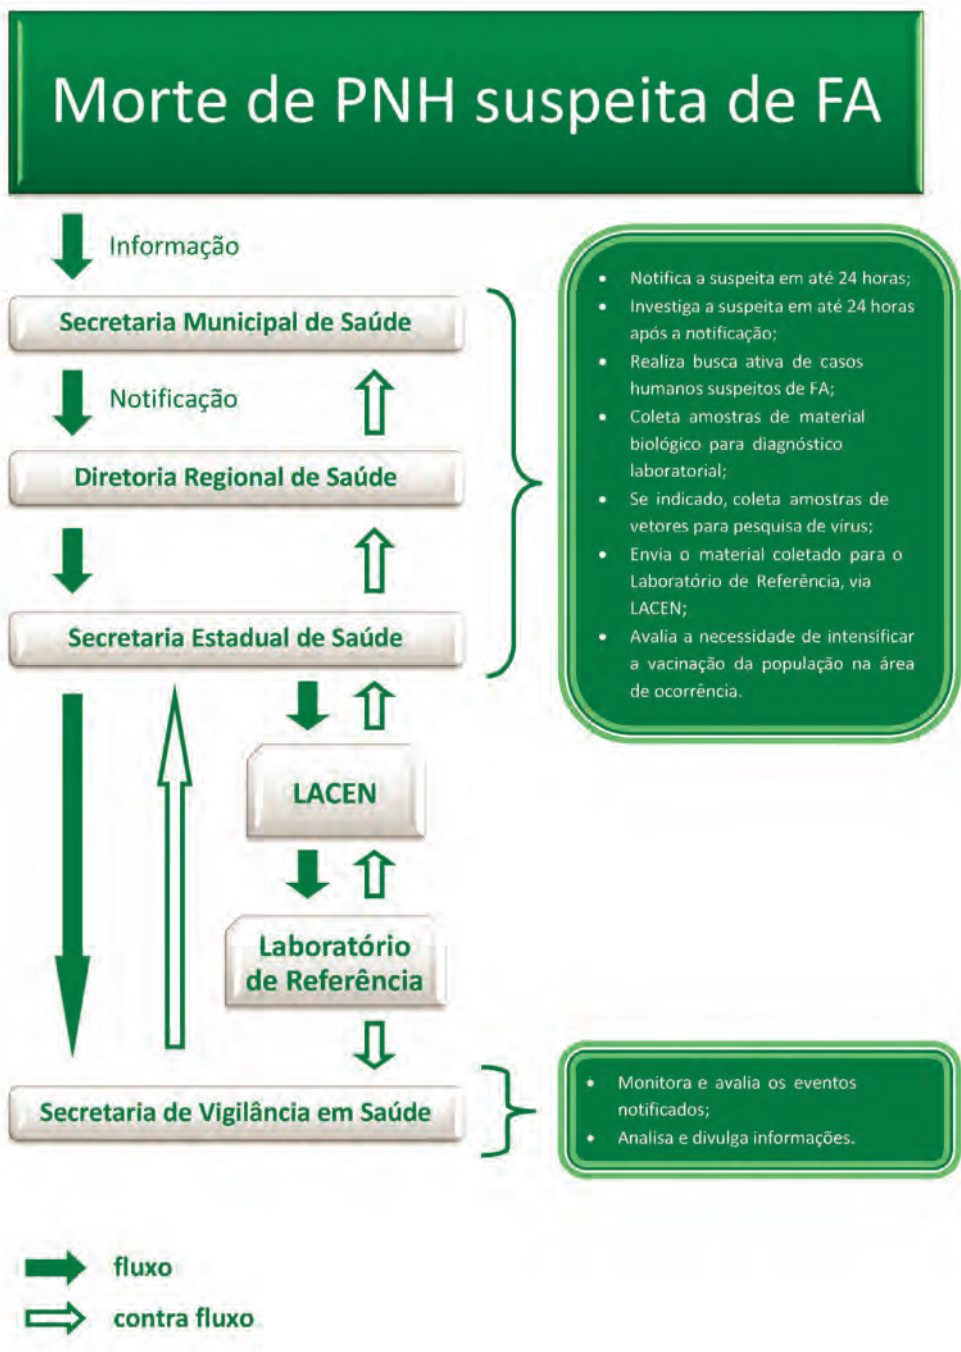 Morte de PNH suspeita de FA
Informação
Secretaria Municipal de Saúde
Notificação
Diretoria Regional de Saúde
Secretaria Estadual de Saúde
• Notifica a suspeita em até 24 horas;
• Investiga a suspeita em até 24 horas
após a notificação;
• Realiza busca ativa de casos
humanos suspeitos de FA;
• Coleta amostras de material
biológico para diagnóstico
laboratorial;
• Se indicado, coleta amostras de
vetores para pesquisa de vírus;
• Envia o material coletado para o
Laboratório de Referência, via
LACEN;
• Avalia a necessidade de intensificar
a vacinação da população na área
de ocorrência.
LACEN
Laboratório
de Referência
Secretaria de Vigilância em Saúde
• Monitora e avalia os eventos
notificados;
• Analisa e divulga informações.
fluxo
contra fluxo